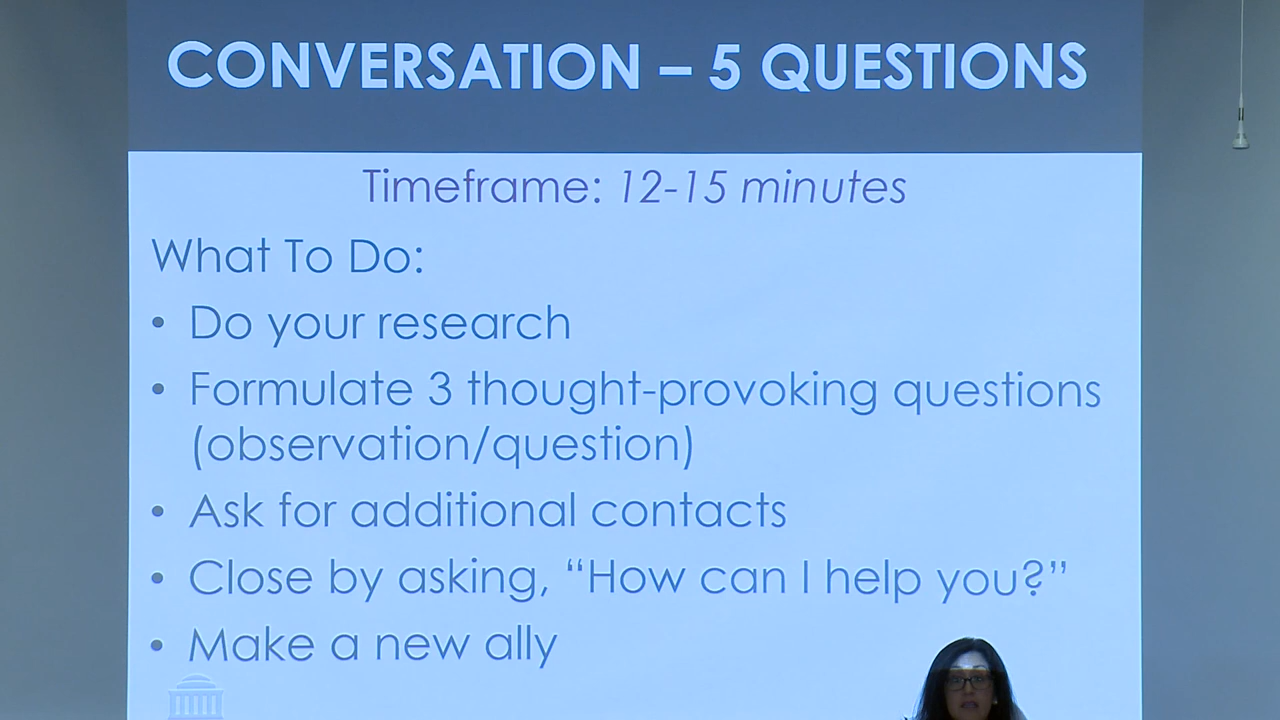 CONVERSATION – 5 QUESTIONS
Timeframe: 12-15 minutes
What To Do:
• Do your research
• Formulate 3 thought-provoking questions
(observation/question)
• Ask for additional contacts
• Close by asking, “How can I help you?”
• Make a new ally